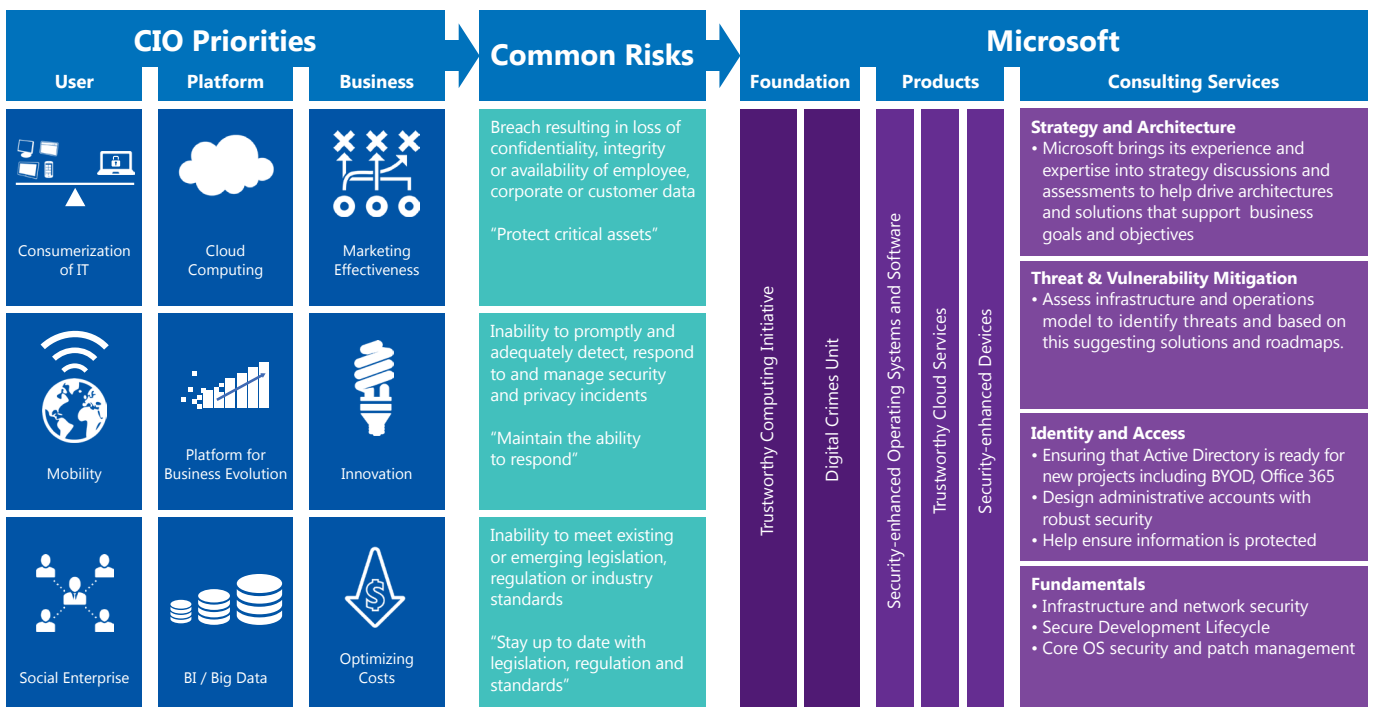 CIO Priorities
User
Platform
Business
Consumerization
of IT
Cloud
Computing
Marketing
Effectiveness
Mobility
Platform for
Business Evolution
Innovation
Social Enterprise
BI / Big Data
Optimizing
Costs
Common Risks
Breach resulting in loss of
confidentiality, integrity
or availability of employee,
corporate or customer data
“Protect critical assets”
Inability to promptly and
adequately detect, respond
to and manage security
and privacy incidents
“Maintain the ability
to respond”
Inability to meet existing
or emerging legislation,
regulation or industry
standards
“Stay up to date with
legislation, regulation and
standards”
Microsoft
Foundation
Products
Consulting Services
Trustworthy Computing Initiative
Digital Crimes Unit
Security-enhanced Operating Systems and Software
Trustworthy Cloud Services
Security-enhanced Devices
Strategy and Architecture
• Microsoft brings its experience and
expertise into strategy discussions and
assessments to help drive architectures
and solutions that support business
goals and objectives
Threat & Vulnerability Mitigation
• Assess infrastructure and operations
model to identify threats and based on
this suggesting solutions and roadmaps.
Identity and Access
• Ensuring that Active Directory is ready for
new projects including BYOD, Office 365
• Design administrative accounts with
robust security
• Help ensure information is protected
Fundamentals
• Infrastructure and network security
• Secure Development Lifecycle
• Core OS security and patch management